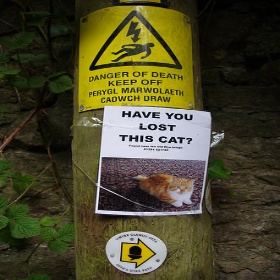 DANGER OF DEATH
KEEP OFF
PERYGL MARWOLAETH
CADWCH DRAW
HAVE YOU
LOST
THIS CAT?